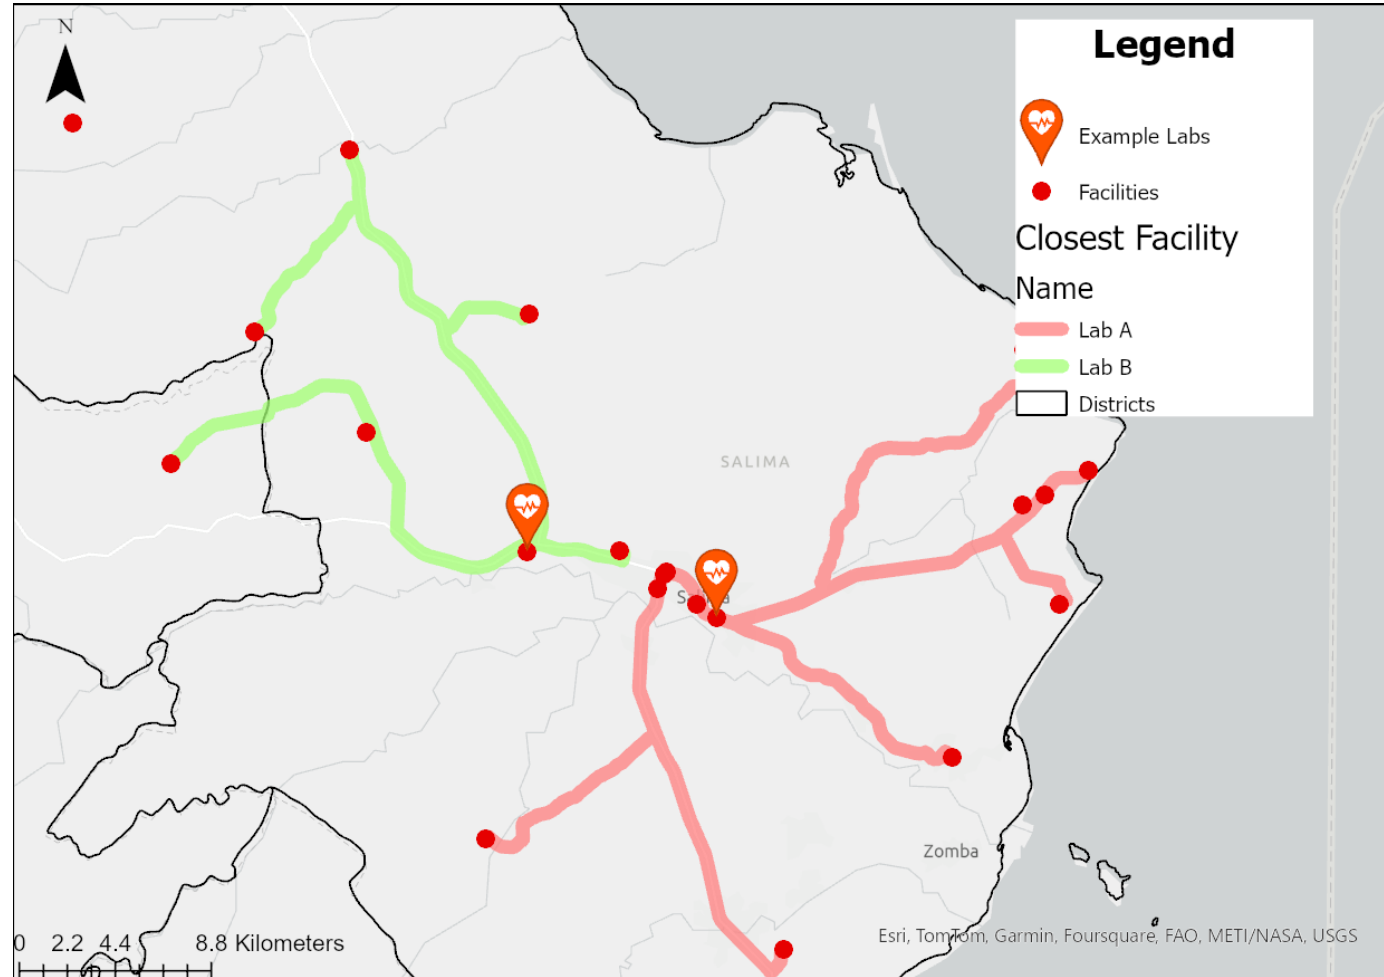 N
Legend
Example Labs
Facilities
Closest Facility
Name
Lab A
Lab B
Districts
SALIMA
Zomba
0 2.2 4.4 8.8 Kilometers
Esri, TomTom, Garmin, Foursquare, FAO, METI/NASA, USGS